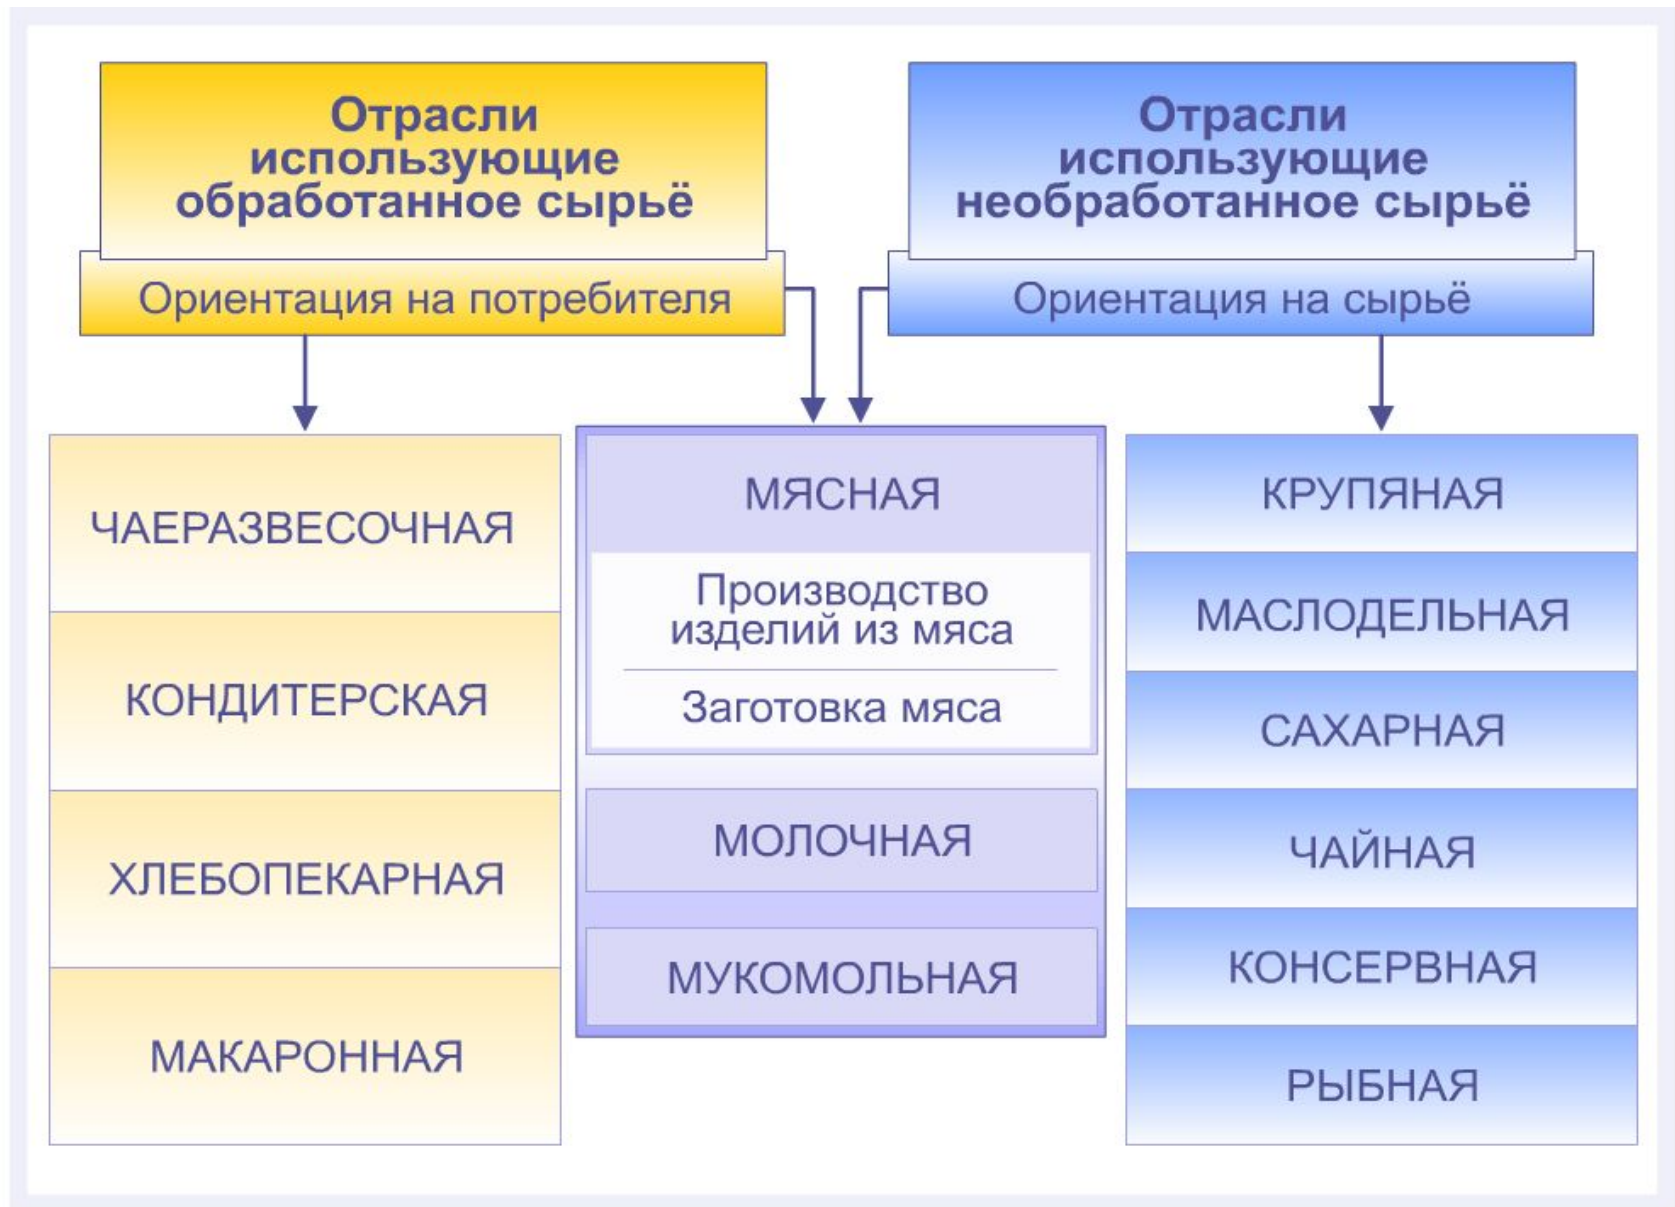 Отрасли
использующие
обработанное сырьё
Ориентация на потребителя
Отрасли
использующие
необработанное сырьё
Ориентация на сырьё
ЧАЕРАЗВЕСОЧНАЯ
КОНДИТЕРСКАЯ
ХЛЕБОПЕКАРНАЯ
МАКАРОННАЯ
МЯСНАЯ
Производство
изделий из мяса
Заготовка мяса
МОЛОЧНАЯ
МУКОМОЛЬНАЯ
КРУПЯНАЯ
МАСЛОДЕЛЬНАЯ
САХАРНАЯ
ЧАЙНАЯ
КОНСЕРВНАЯ
РЫБНАЯ